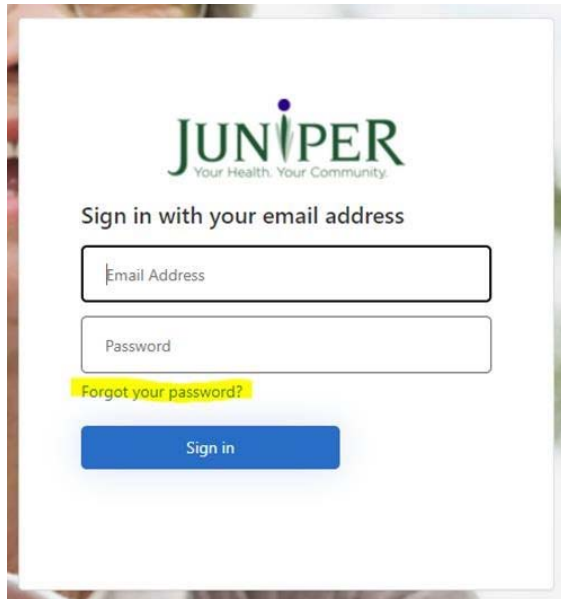 JUNiPER
Your Health. Your Community.
Sign in with your email address
Email Address
Password
Forgot your password?
Sign in